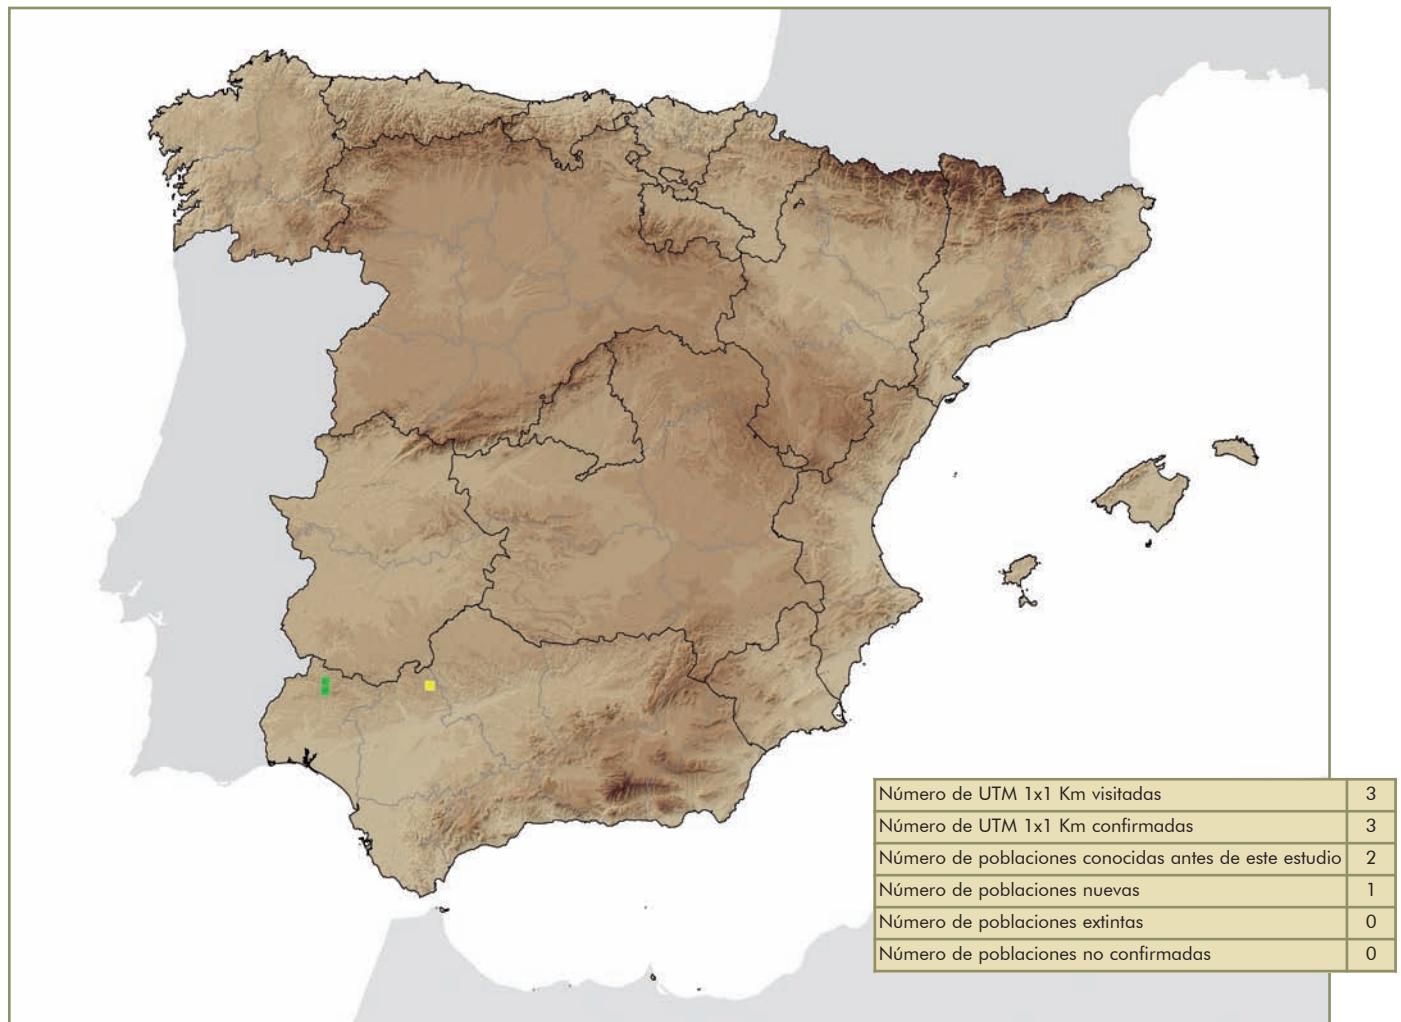 Número de UTM 1x1 Km visitadas 3
Número de UTM 1x1 Km confirmadas 3
Número de poblaciones conocidas antes de este estudio 2
Número de poblaciones nuevas 1
Número de poblaciones extintas 0
Número de poblaciones no confirmadas 0